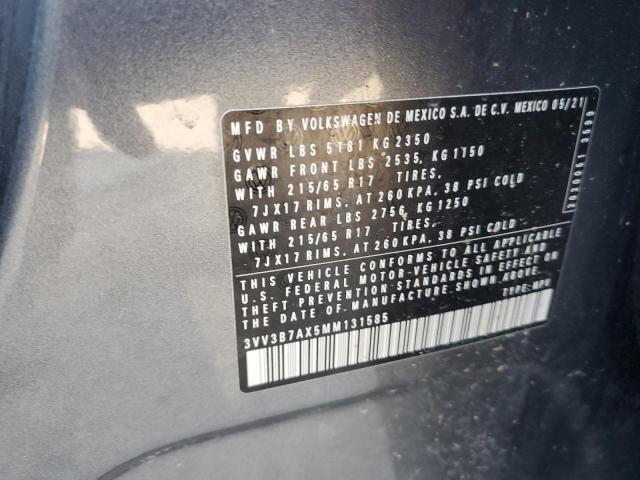 MFD BY VOLKSWAGEN DE MEXICO S.A. DE C.V. MEXICO 05/21
GVWR LBS 5181 KG 2350
GAWR FRONT LBS 2535, KG1150
WITH 215/65 R17 TIRES,
7JX17 RIMS, AT 260 KPA, 38 PSI COLD
GAWR REAR LBS 2756, KG 1250
WITH 215/65 R17 TIRES,
7JX17 RIMS, AT 260 KPA, 38 PSI COLD
THIS VEHICLE CONFORMS TO ALL APPLICABLE
U.S. FEDERAL MOTOR-VEHICLE SAFETY AND
THEFT PREVENTION STANDARDS IN EFFECT ON
THE DATE OF MANUFACTURE SHOWN ABOVE.
3VV3B7AX5MM131585 TYPE:MPV